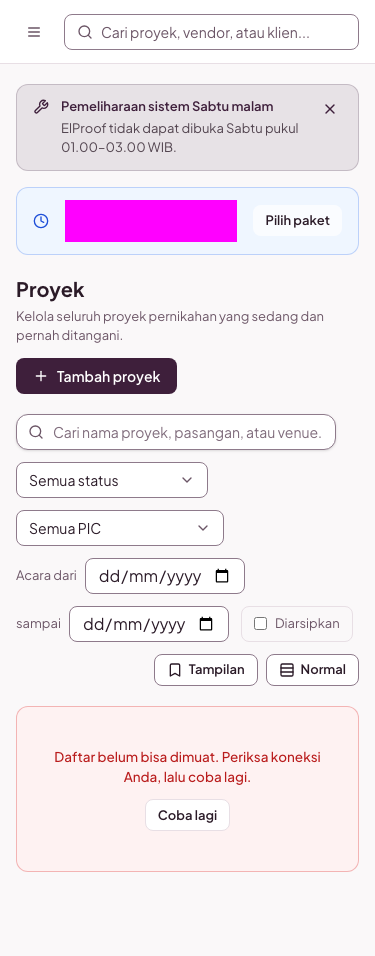 Cari proyek, vendor, atau klien...
Pemeliharaan sistem Sabtu malam
ElProof tidak dapat dibuka Sabtu pukul
01.00–03.00 WIB.
Pilih paket
Proyek
Kelola seluruh proyek pernikahan yang sedang dan
pernah ditangani.
Tambah proyek
Cari nama proyek, pasangan, atau venue.
Semua status
Semua PIC
Acara dari dd/mm/yyyy
sampai dd/mm/yyyy Diarsipkan
Tampilan Normal
Daftar belum bisa dimuat. Periksa koneksi
Anda, lalu coba lagi.
Coba lagi